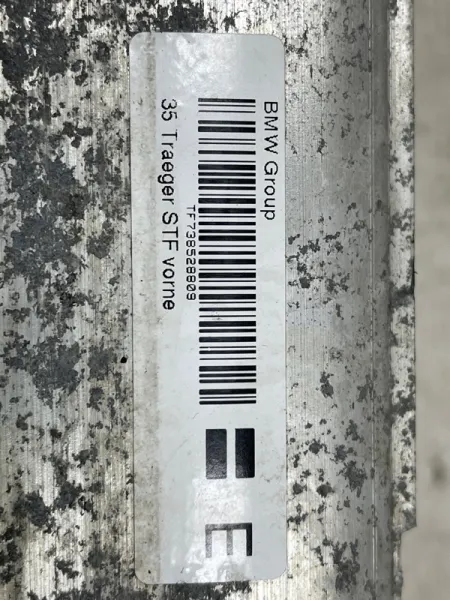 BMW Group
TF738528809
35 Traeger STF vorne
E